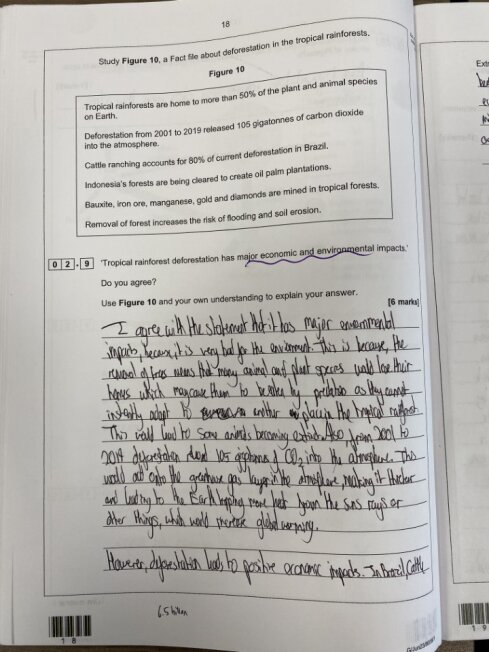 18
Study Figure 10, a Fact file about deforestation in the tropical rainforests.
Figure 10
Tropical rainforests are home to more than 50% of the plant and animal species
on Earth.
Deforestation from 2001 to 2019 released 105 gigatonnes of carbon dioxide
into the atmosphere.
Cattle ranching accounts for 80% of current deforestation in Brazil.
Indonesia's forests are being cleared to create oil palm plantations.
Bauxite, iron ore, manganese, gold and diamonds are mined in tropical forests.
Removal of forest increases the risk of flooding and soil erosion.
0 2 . 9 'Tropical rainforest deforestation has major economic and environmental impacts.'
Do you agree?
Use Figure 10 and your own understanding to explain your answer.
[6 marks]
I agree with the statement that it has major environmental
impacts, because, it is very bad for the environment. This is because, the
removal of trees means that many animal and plant species would lose their
homes which may cause them to be by predators as they cannot
instantly adapt to another place in the tropical rainforest.
This would lead to some animals becoming extinct. Also, from 2001 to
2019 deforestation 105 gigatonnes of CO2 into the atmosphere. This
would add onto the greenhouse gas layer in the atmosphere, making it thicker
and leading to the Earth more heat from the suns rays or
other things, which would increase global warming.
However, deforestation leads to positive economic impacts. In Brazil, cattle
6.5 billion
1 8
Ext
1 9